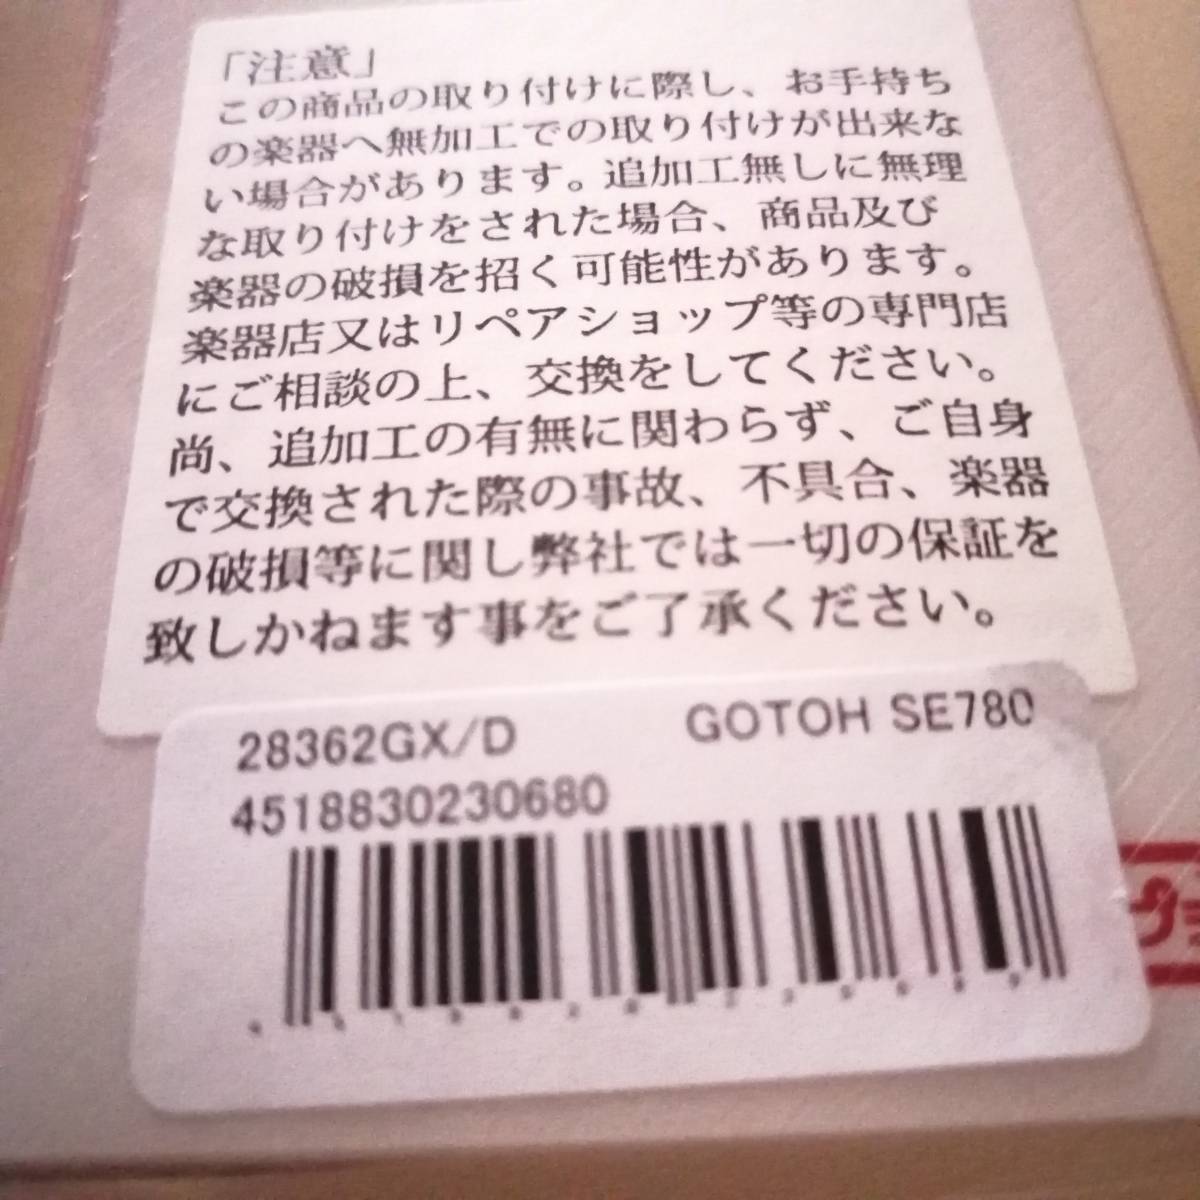 「注意」
この商品の取り付けに際し、お手持ち
の楽器へ無加工での取り付けが出来な
い場合があります。追加工無しに無理
な取り付けをされた場合、商品及び
楽器の破損を招く可能性があります。
楽器店又はリペアショップ等の専門店
にご相談の上、交換をしてください。
尚、追加工の有無に関わらず、ご自身
で交換された際の事故、不具合、楽器
の破損等に関し弊社では一切の保証を
致しかねます事をご了承ください。
28362GX/D GOTOH SE780
4518830230680